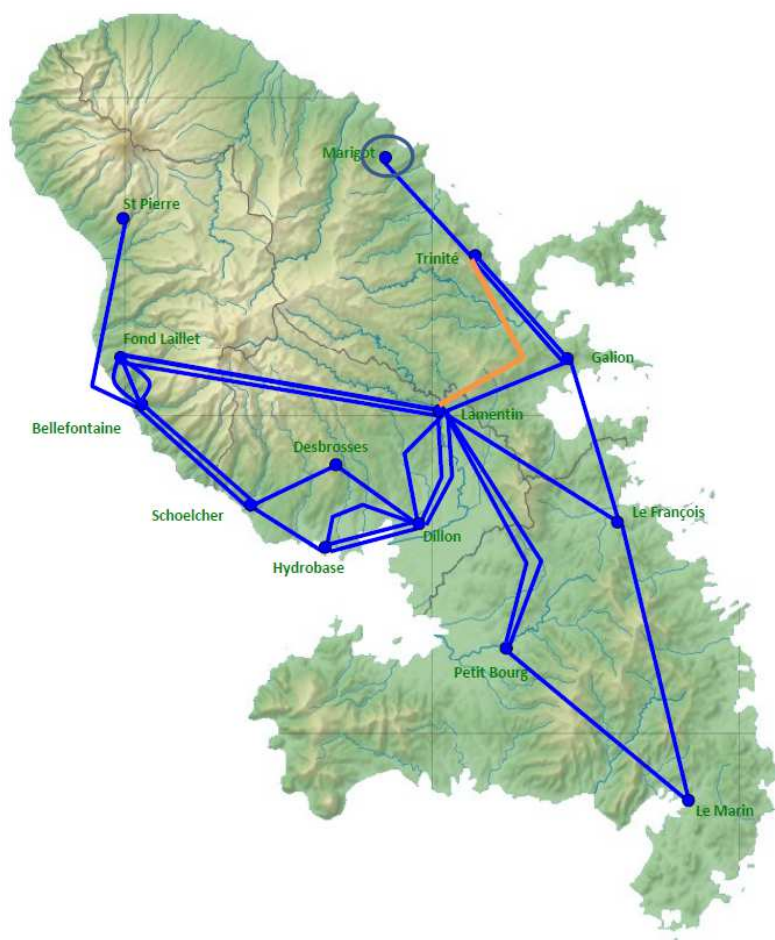 Marigot
St Pierre
Trinité
Fond Laillet
Galion
Lamentin
Bellefontaine
Desbrosses
Schoelcher
Le François
Dillon
Hydrobase
Petit Bourg
Le Marin